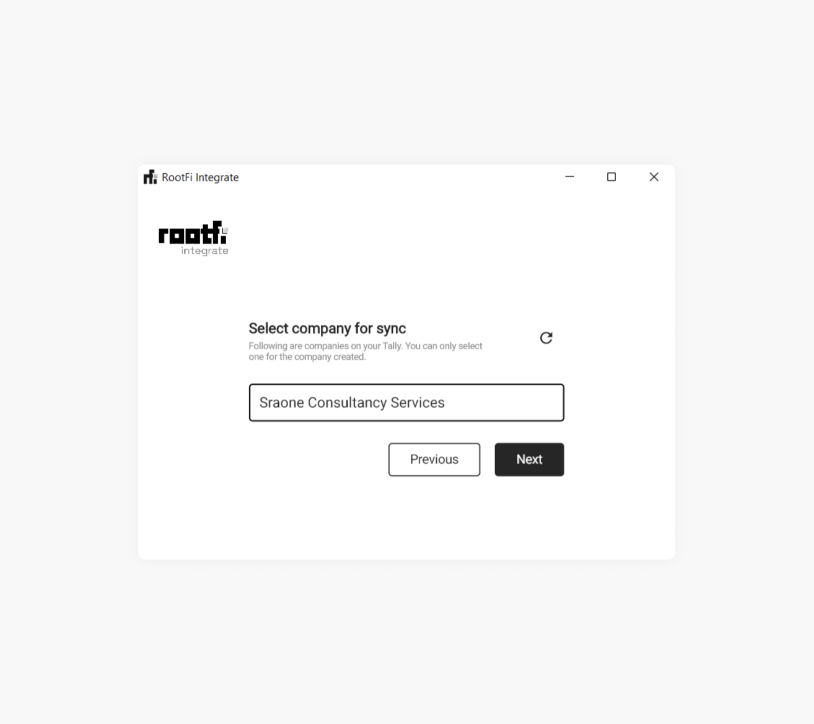 RootFi Integrate
rootfi
integrate
Select company for sync
Following are companies on your Tally. You can only select
one for the company created.
Sraone Consultancy Services
Previous
Next